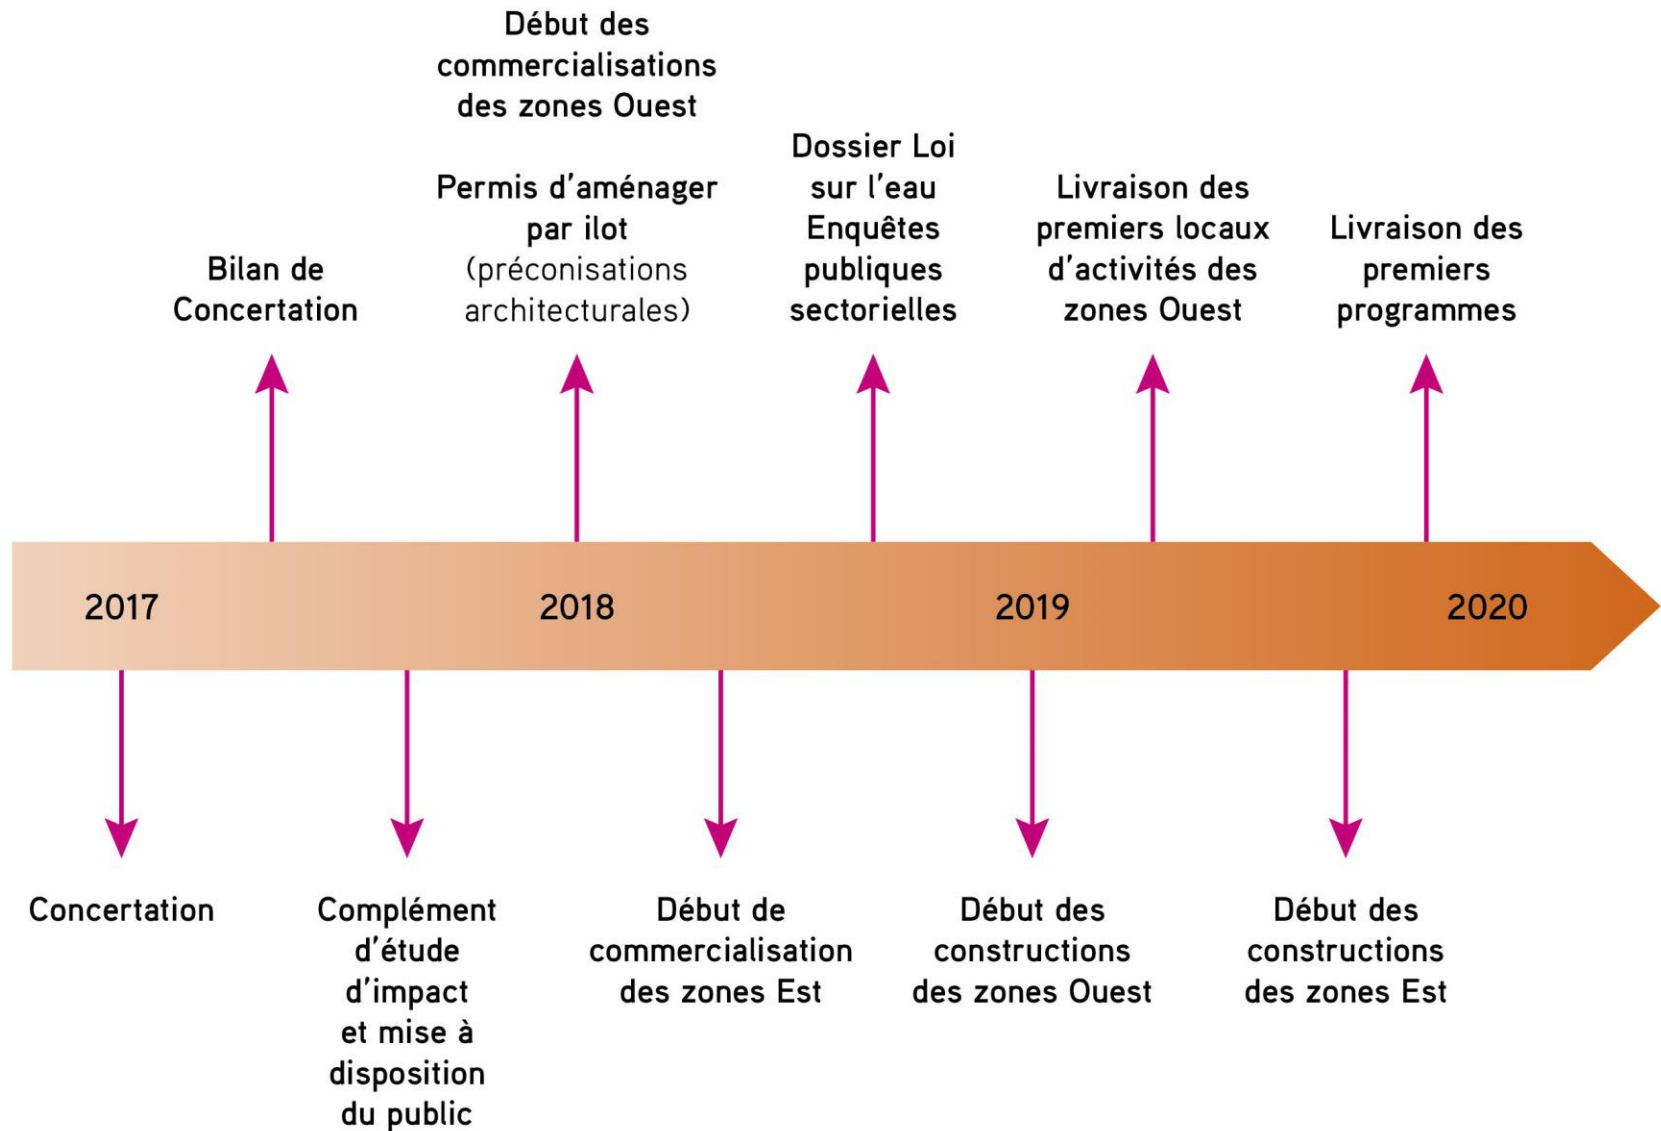 Début des
commercialisations
des zones Ouest
Permis d'aménager
par ilot
(préconisations
architecturales)
Bilan de
Concertation
Dossier Loi
sur l'eau
Enquêtes
publiques
sectorielles
Livraison des
premiers locaux
d'activités des
zones Ouest
Livraison des
premiers
programmes
2017
2018
2019
2020
Concertation
Complément
d'étude
d'impact
et mise à
disposition
du public
Début de
commercialisation
des zones Est
Début des
constructions
des zones Ouest
Début des
constructions
des zones Est